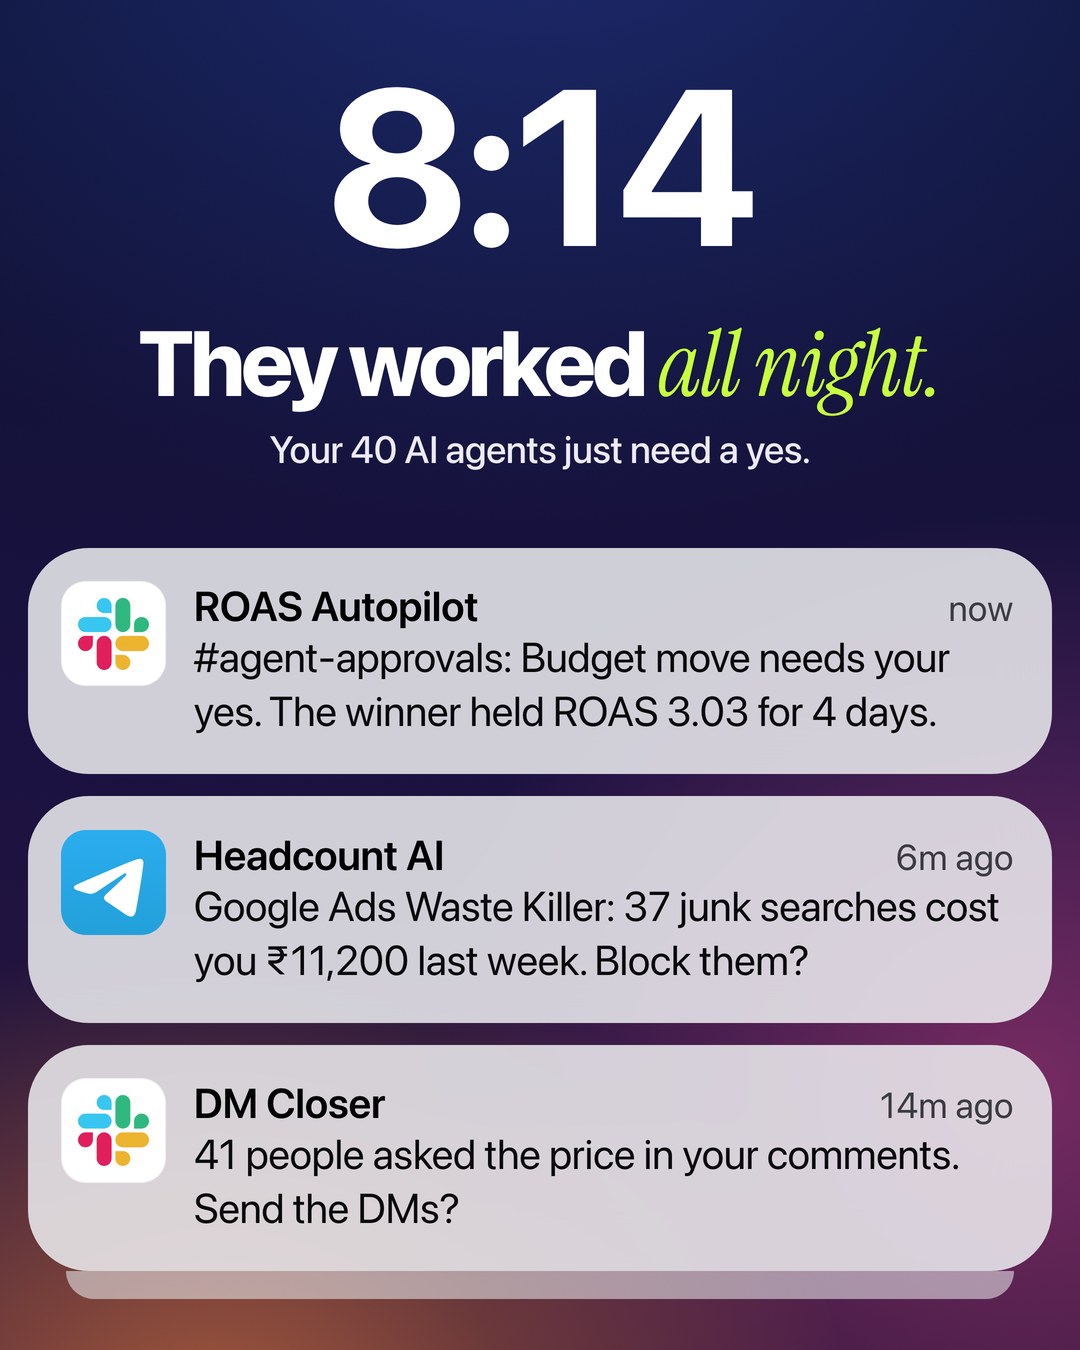 8:14
They worked all night.
Your 40 AI agents just need a yes.
ROAS Autopilot
now
#agent-approvals: Budget move needs your
yes. The winner held ROAS 3.03 for 4 days.
Headcount AI
6m ago
Google Ads Waste Killer: 37 junk searches cost
you ₹11,200 last week. Block them?
DM Closer
14m ago
41 people asked the price in your comments.
Send the DMs?